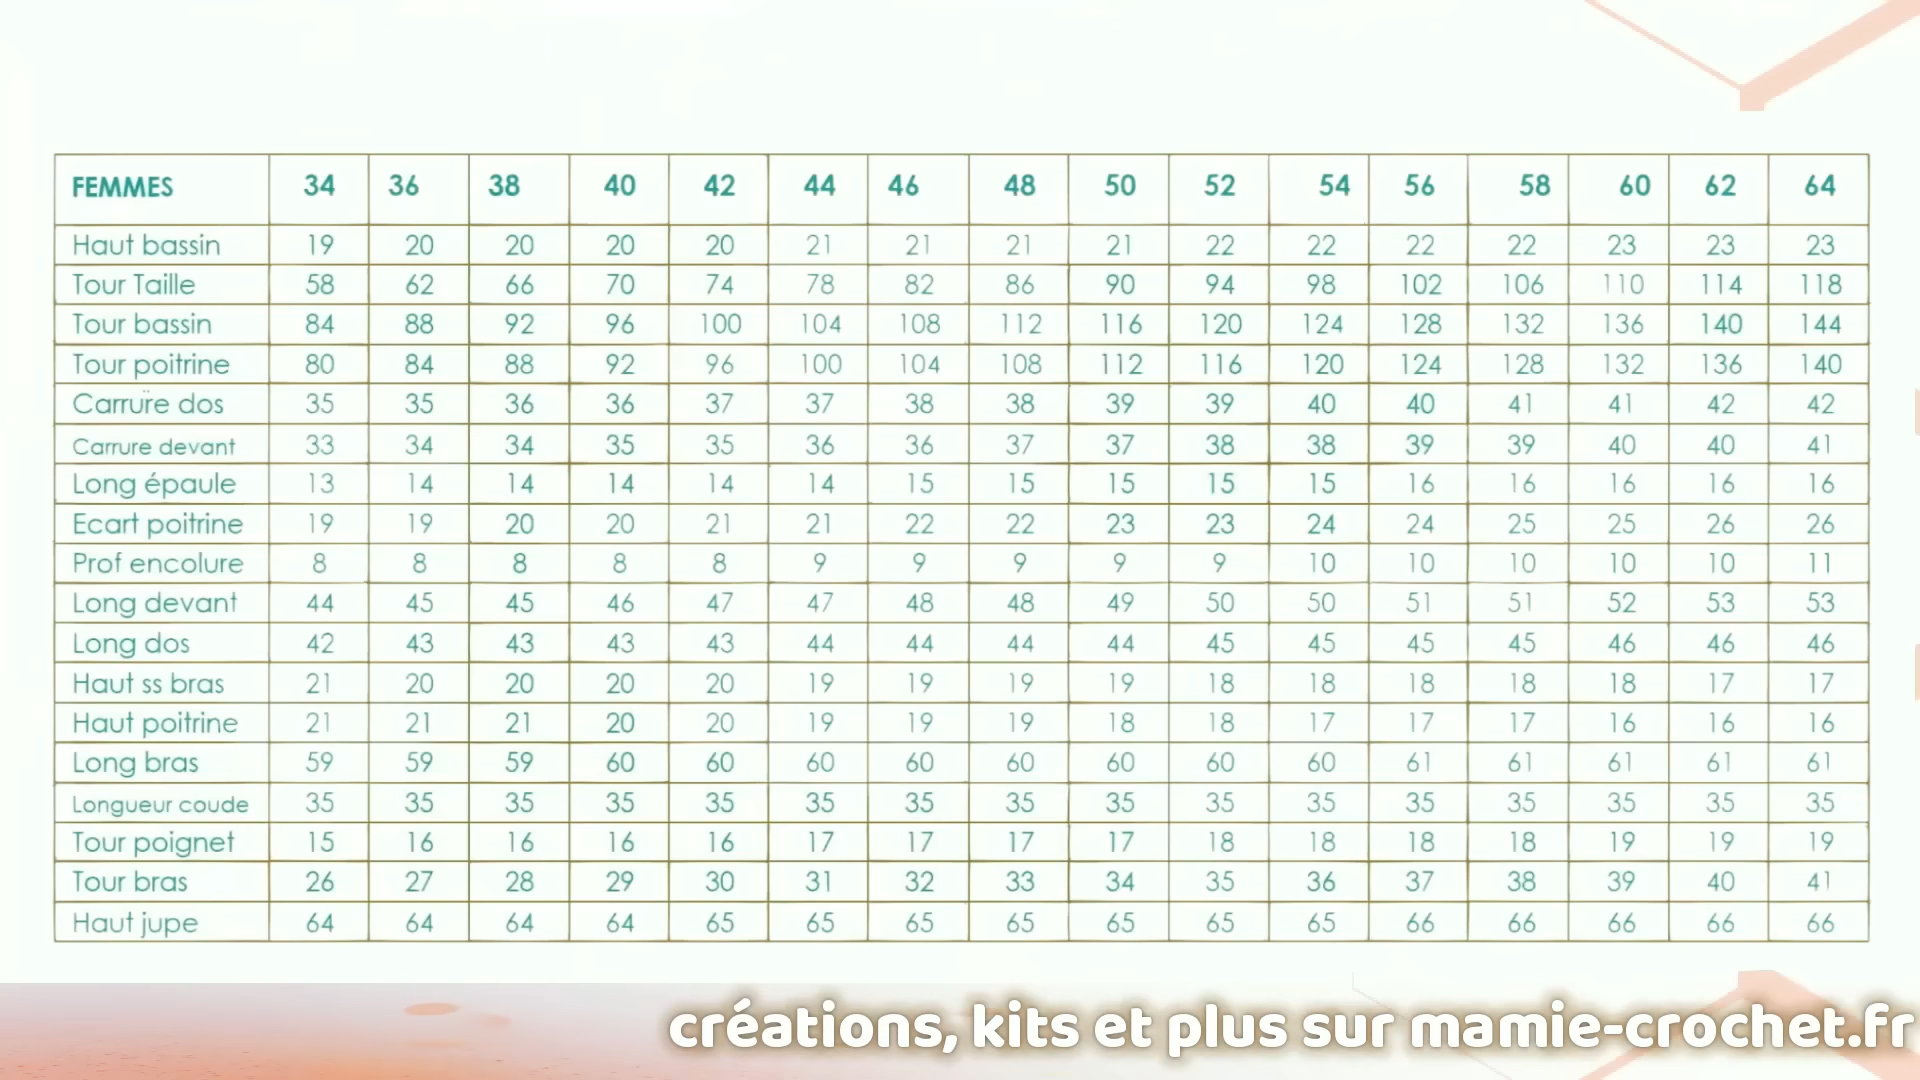 FEMMES 34 36 38 40 42 44 46 48 50 52 54 56 58 60 62 64
Haut bassin 19 20 20 20 20 21 21 21 21 22 22 22 22 23 23 23
Tour Taille 58 62 66 70 74 78 82 86 90 94 98 102 106 110 114 118
Tour bassin 84 88 92 96 100 104 108 112 116 120 124 128 132 136 140 144
Tour poitrine 80 84 88 92 96 100 104 108 112 116 120 124 128 132 136 140
Carrure dos 35 35 36 36 37 37 38 38 39 39 40 40 41 41 42 42
Carrure devant 33 34 34 35 35 36 36 37 37 38 38 39 39 40 40 41
Long épaule 13 14 14 14 14 14 15 15 15 15 15 16 16 16 16 16
Ecart poitrine 19 19 20 20 21 21 22 22 23 23 24 24 25 25 26 26
Prof encolure 8 8 8 8 8 9 9 9 9 9 10 10 10 10 10 11
Long devant 44 45 45 46 47 47 48 48 49 50 50 51 51 52 53 53
Long dos 42 43 43 43 43 44 44 44 44 45 45 45 45 46 46 46
Haut ss bras 21 20 20 20 20 19 19 19 19 18 18 18 18 18 17 17
Haut poitrine 21 21 21 20 20 19 19 19 18 18 17 17 17 16 16 16
Long bras 59 59 59 60 60 60 60 60 60 60 60 61 61 61 61 61
Longueur coude 35 35 35 35 35 35 35 35 35 35 35 35 35 35 35 35
Tour poignet 15 16 16 16 16 17 17 17 17 18 18 18 18 19 19 19
Tour bras 26 27 28 29 30 31 32 33 34 35 36 37 38 39 40 41
Haut jupe 64 64 64 64 65 65 65 65 65 65 65 66 66 66 66 66
créations, kits et plus sur mamie-crochet.fr